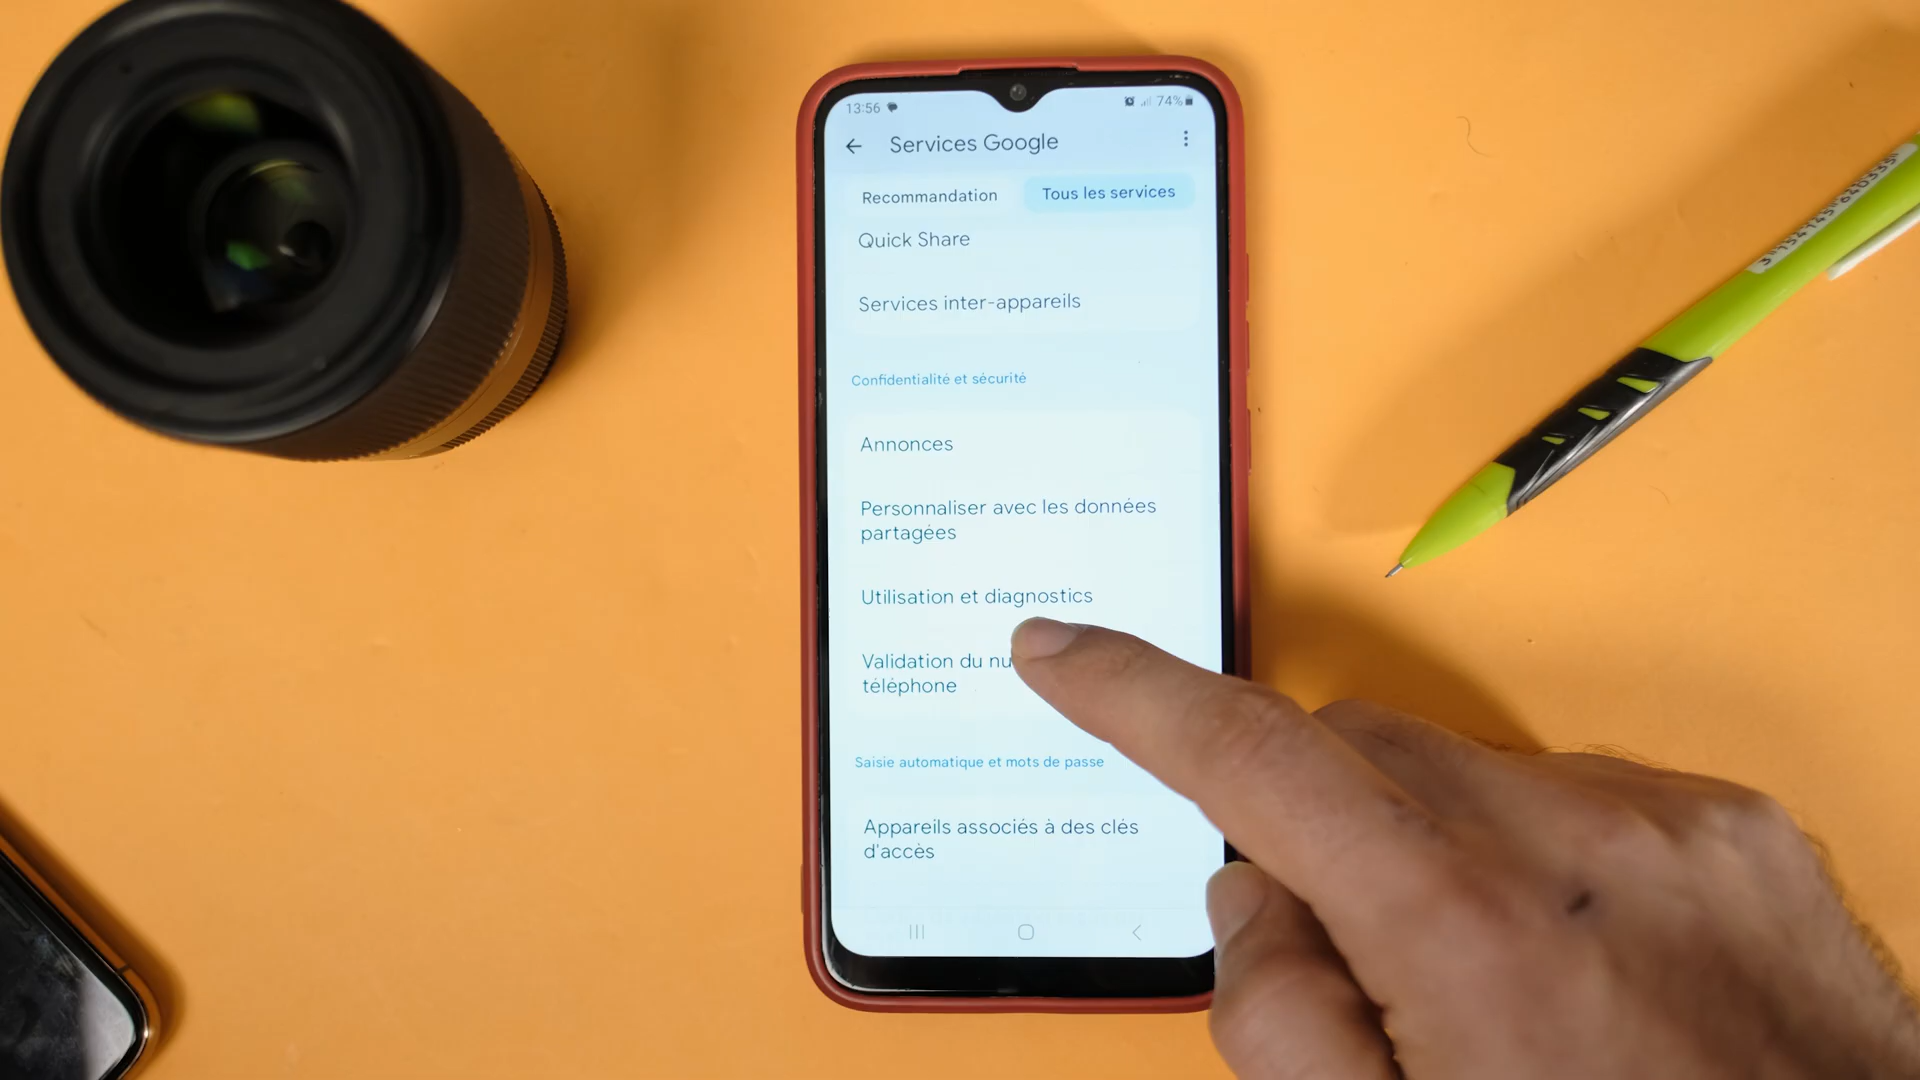 13:56
74%
Services Google
Recommandation
Tous les services
Quick Share
Services inter-appareils
Confidentialité et sécurité
Annonces
Personnaliser avec les données
partagées
Utilisation et diagnostics
Validation du
téléphone
Saisie automatique et mots de passe
Appareils associés à des clés
d'accès